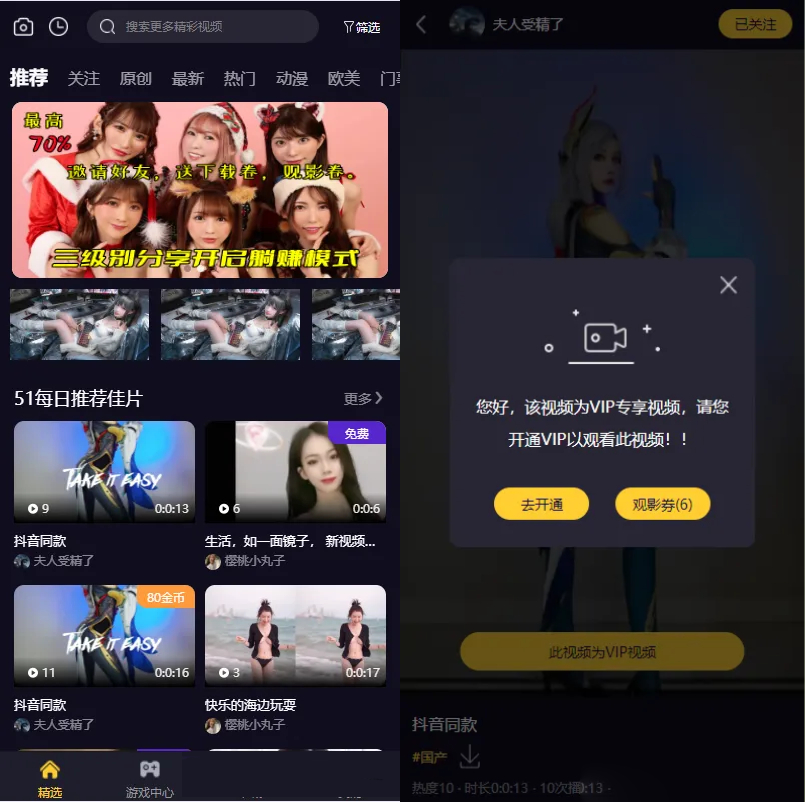 搜索更多精彩视频
筛选
推荐 关注 原创 最新 热门 动漫 欧美 门事
最高
70%
邀请好友，送下载卷，观影卷。
三级别分享开启躺赚模式
51每日推荐佳片
更多
TAKE IT EASY
9
0:0:13
免费
6
0:0:6
抖音同款
夫人受精了
生活，如一面镜子， 新视频...
樱桃小丸子
80金币
TAKE IT EASY
11
0:0:16
3
0:0:17
抖音同款
夫人受精了
快乐的海边玩耍
樱桃小丸子
精选
游戏中心
夫人受精了
已关注
您好，该视频为VIP专享视频，请您
开通VIP以观看此视频！！
去开通
观影券(6)
此视频为VIP视频
抖音同款
#国产
热度10 · 时长0:0:13 · 10次播